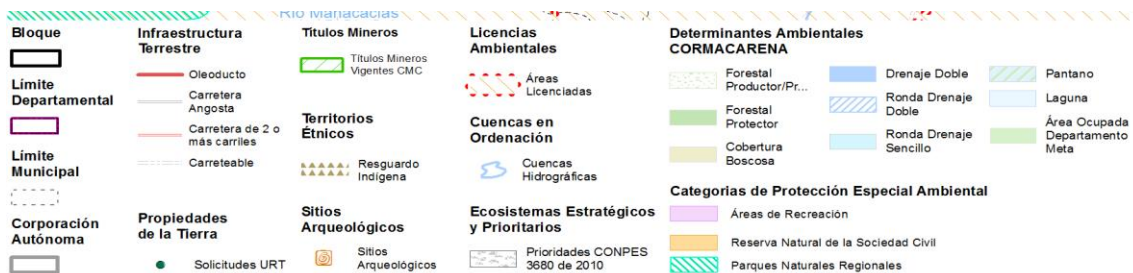 Río Manacacías
Bloque
Límite
Departamental
Límite
Municipal
Corporación
Autónoma
Infraestructura
Terrestre
Oleoducto
Carretera
Angosta
Carretera de 2 o
más carriles
Carreteable
Propiedades
de la Tierra
Solicitudes URT
Títulos Mineros
Títulos Mineros
Vigentes CMC
Territorios
Étnicos
Resguardo
Indígena
Sitios
Arqueológicos
Sitios
Arqueológicos
Licencias
Ambientales
Áreas
Licenciadas
Cuencas en
Ordenación
Cuencas
Hidrográficas
Ecosistemas Estratégicos
y Prioritarios
Prioridades CONPES
3680 de 2010
Determinantes Ambientales
CORMACARENA
Forestal
Productor/Pr...
Forestal
Protector
Cobertura
Boscosa
Drenaje Doble
Ronda Drenaje
Doble
Ronda Drenaje
Sencillo
Pantano
Laguna
Área Ocupada
Departamento
Meta
Categorias de Protección Especial Ambiental
Áreas de Recreación
Reserva Natural de la Sociedad Civil
Parques Naturales Regionales